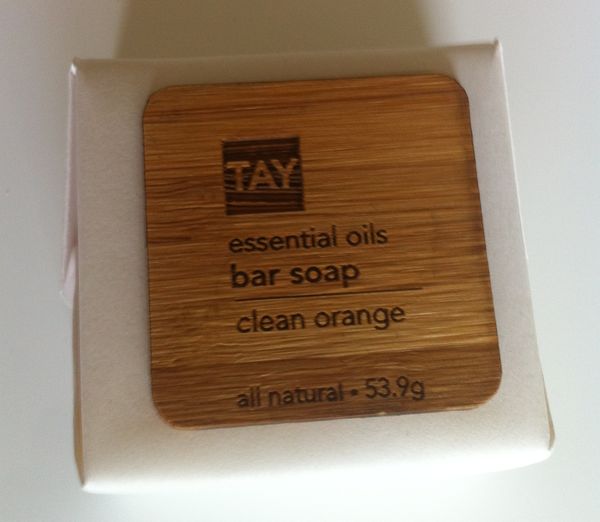 TAY
essential oils
bar soap
clean orange
all natural • 53.9g